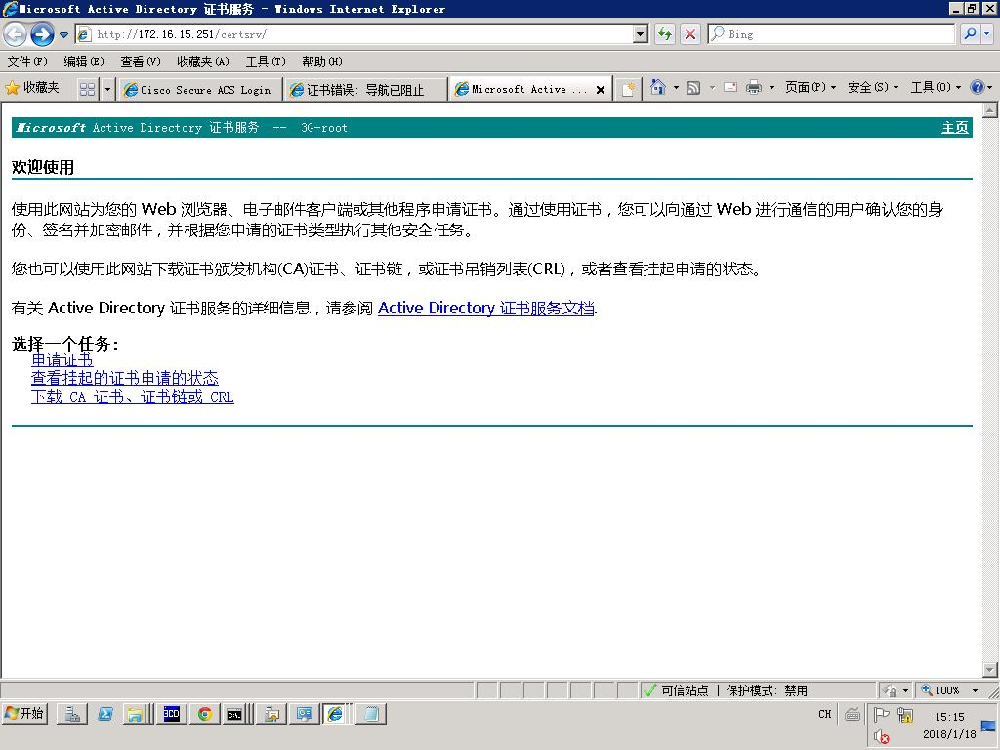 Microsoft Active Directory 证书服务 - Windows Internet Explorer
http://172.16.15.251/certsrv/
Bing
文件(F) 编辑(E) 查看(V) 收藏夹(A) 工具(T) 帮助(H)
收藏夹 Cisco Secure ACS Login 证书错误: 导航已阻止 Microsoft Active ... 页面(P) 安全(S) 工具(O)
Microsoft Active Directory 证书服务 -- 3G-root 主页
欢迎使用
使用此网站为您的 Web 浏览器、电子邮件客户端或其他程序申请证书。通过使用证书，您可以向通过 Web 进行通信的用户确认您的身
份、签名并加密邮件，并根据您申请的证书类型执行其他安全任务。
您也可以使用此网站下载证书颁发机构(CA)证书、证书链，或证书吊销列表(CRL)，或者查看挂起申请的状态。
有关 Active Directory 证书服务的详细信息，请参阅 Active Directory 证书服务文档.
选择一个任务:
申请证书
查看挂起的证书申请的状态
下载 CA 证书、证书链或 CRL
可信站点 | 保护模式: 禁用 100%
开始 CH 15:15
2018/1/18